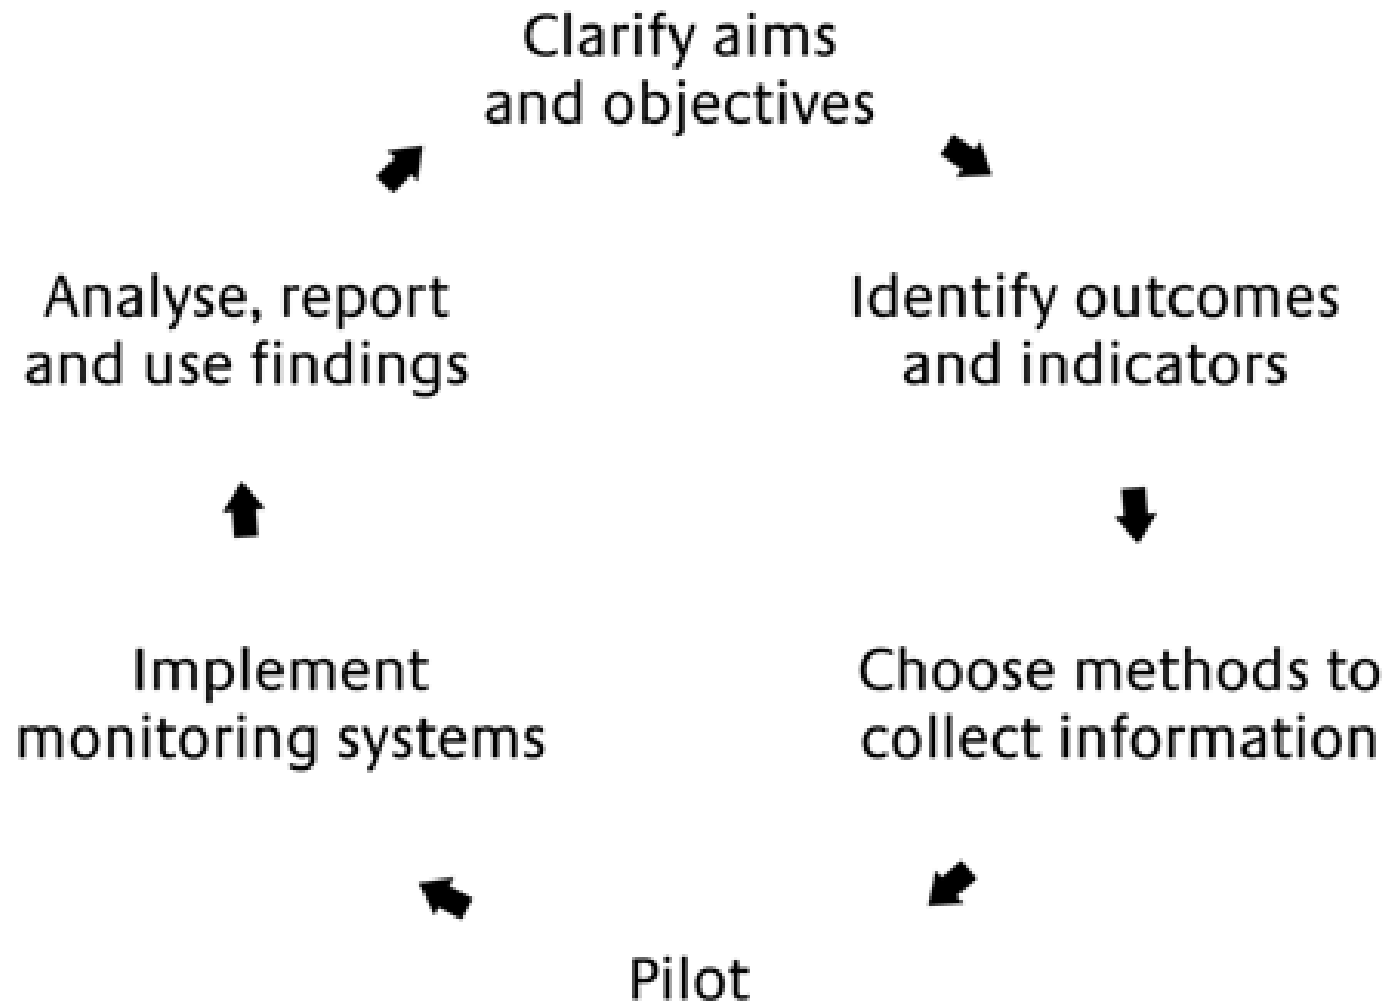 Clarify aims
and objectives
Identify outcomes
and indicators
Choose methods to
collect information
Pilot
Implement
monitoring systems
Analyse, report
and use findings